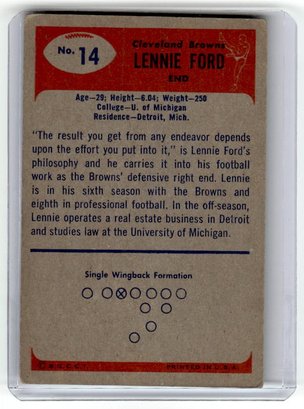 No. 14
Cleveland Browns
LENNIE FORD
END
Age—29; Height—6.04; Weight—250
College—U. of Michigan
Residence—Detroit, Mich.
"The result you get from any endeavor depends
upon the effort you put into it," is Lennie Ford's
philosophy and he carries it into his football
work as the Browns' defensive right end. Lennie
is in his sixth season with the Browns and
eighth in professional football. In the off-season,
Lennie operates a real estate business in Detroit
and studies law at the University of Michigan.
Single Wingback Formation
PRINTED IN U.S.A.